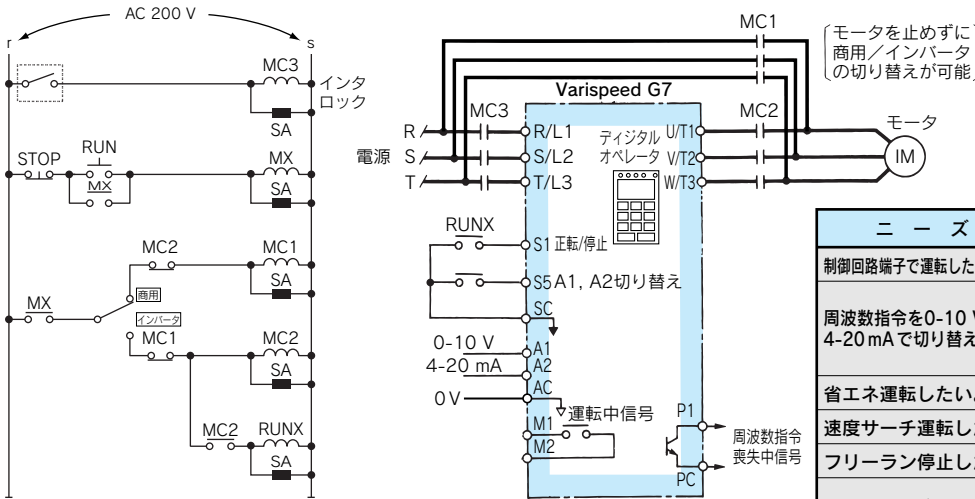 AC 200 V
r
s
MC3
インタ
ロック
SA
STOP
RUN
MX
MX
SA
MC2
MC1
SA
商用
MX
インバータ
MC1
MC2
SA
MC2
RUNX
SA
MC1
モータを止めずに
商用／インバータ
の切り替えが可能
Varispeed G7
MC3
MC2
モータ
電源
R
S
T
R/L1
S/L2
T/L3
ディジタル
オペレータ
U/T1
V/T2
W/T3
IM
RUNX
S1 正転/停止
S5 A1, A2切り替え
SC
0-10 V
A1
4-20 mA
A2
0 V
AC
運転中信号
M1
M2
P1
周波数指令
喪失中信号
PC
ニーズ
制御回路端子で運転した
周波数指令を0-10 V
4-20 mAで切り替え
省エネ運転したい
速度サーチ運転し
フリーラン停止し